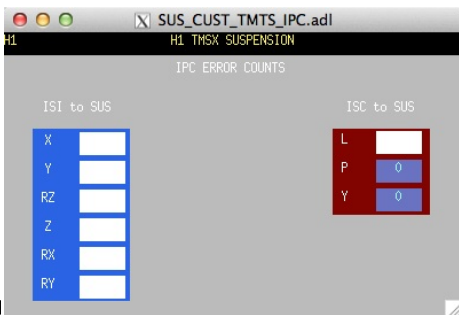 SUS_CUST_TMTS_IPC.adl
H1
H1 TMSX SUSPENSION
IPC ERROR COUNTS
ISI to SUS
ISC to SUS
X
Y
RZ
Z
RX
RY
L
P 0
Y 0